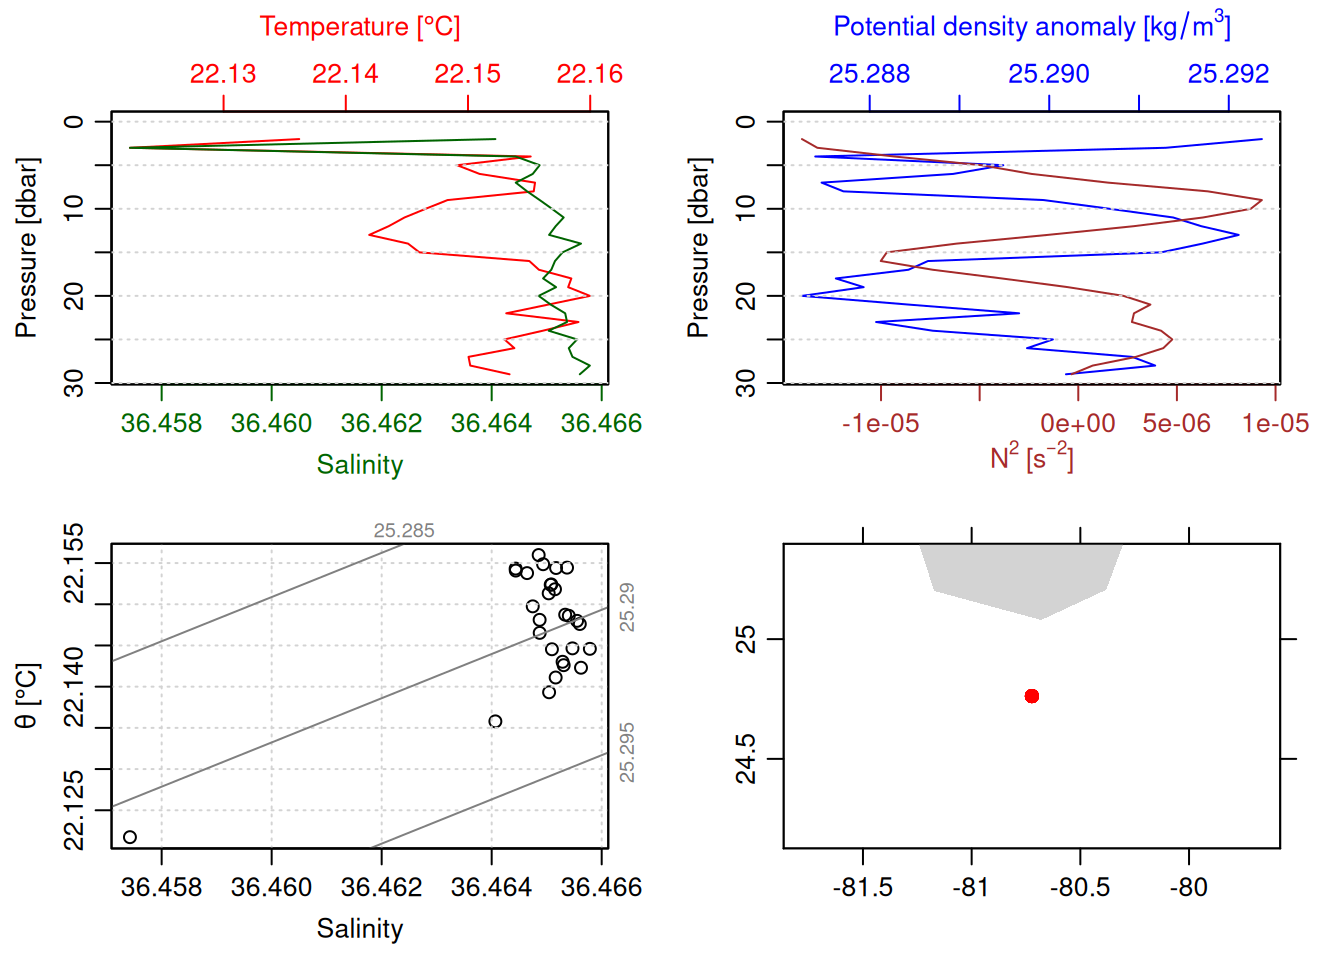 Temperature [°C]
22.13 22.14 22.15 22.16
Pressure [dbar]
0 10 20 30
36.458 36.460 36.462 36.464 36.466
Salinity
Potential density anomaly [kg/m³]
25.288 25.290 25.292
Pressure [dbar]
0 10 20 30
-1e-05 0e+00 5e-06 1e-05
N² [s⁻²]
25.285
25.29
25.295
θ [°C]
22.155 22.140 22.125
36.458 36.460 36.462 36.464 36.466
Salinity
25
24.5
-81.5 -81 -80.5 -80